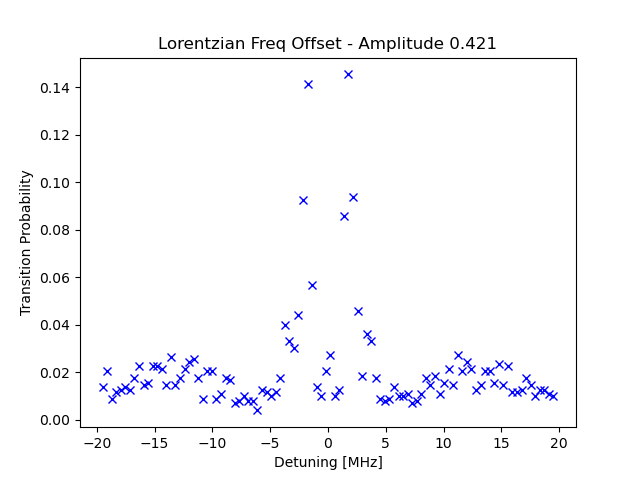 Lorentzian Freq Offset - Amplitude 0.421
0.14
0.12
0.10
0.08
0.06
0.04
0.02
0.00
Transition Probability
−20 −15 −10 −5 0 5 10 15 20
Detuning [MHz]